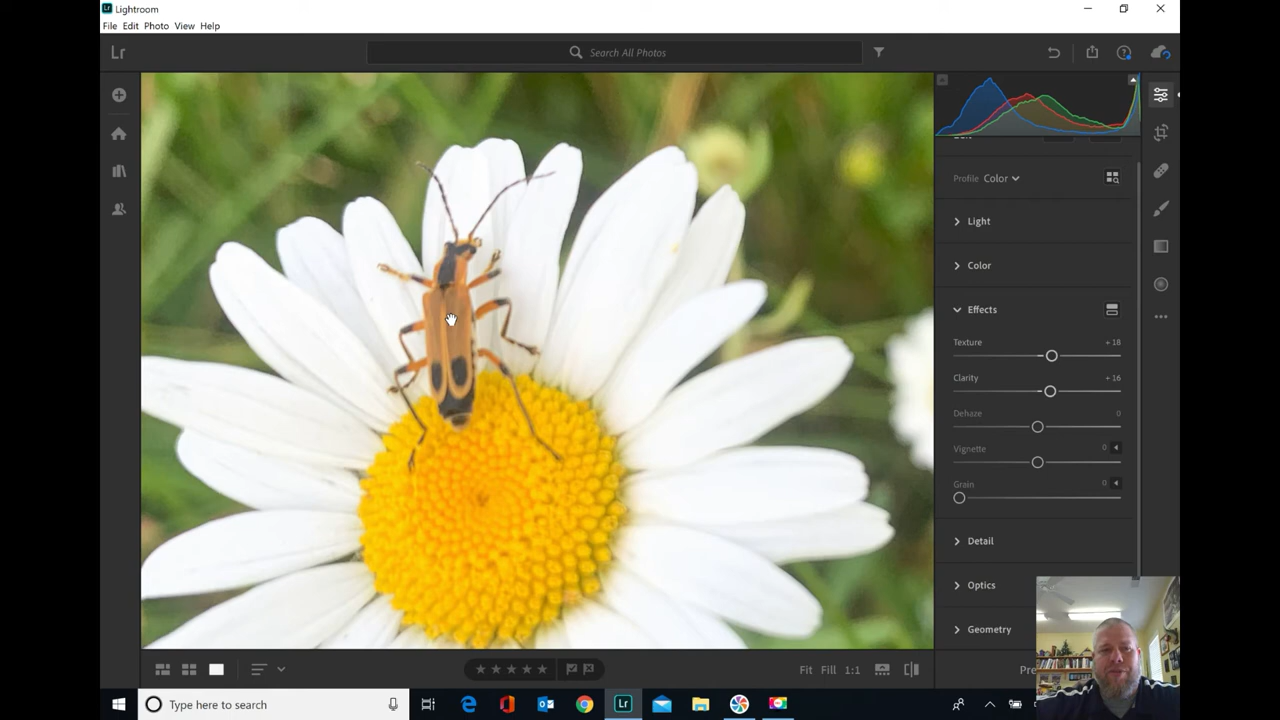 Lightroom
File Edit Photo View Help
Lr
Search All Photos
Profile Color
Light
Color
Effects
Texture + 18
Clarity + 16
Dehaze 0
Vignette 0
Grain 0
Detail
Optics
Geometry
Fit Fill 1:1
Pre
Type here to search